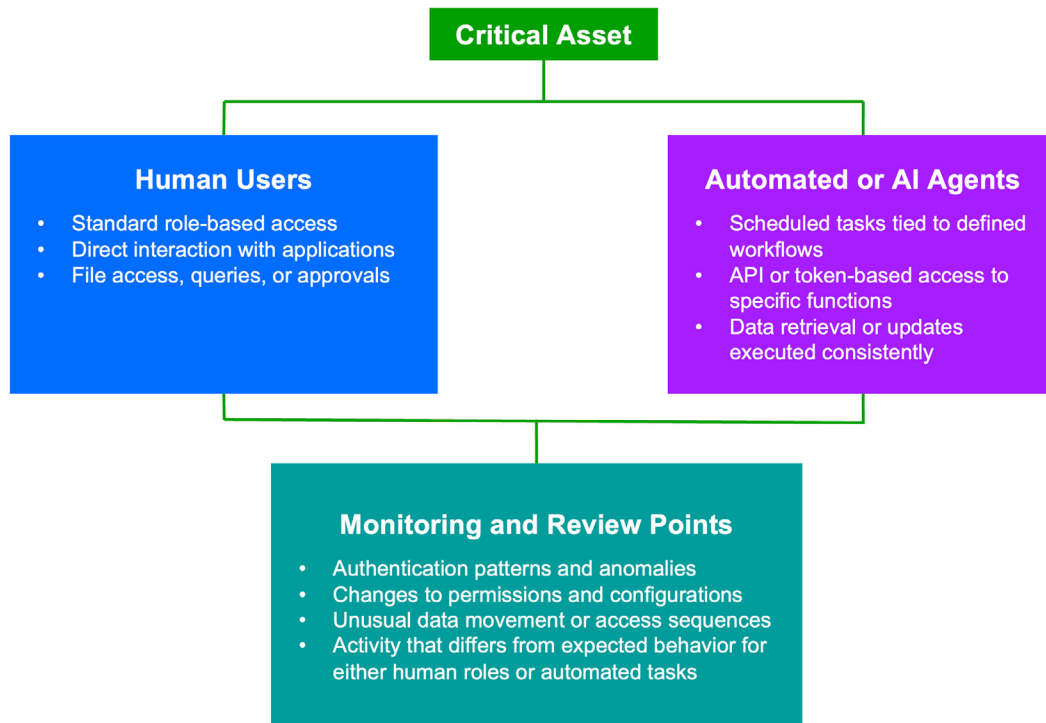 Critical Asset
Human Users
• Standard role-based access
• Direct interaction with applications
• File access, queries, or approvals
Automated or AI Agents
• Scheduled tasks tied to defined
workflows
• API or token-based access to
specific functions
• Data retrieval or updates
executed consistently
Monitoring and Review Points
• Authentication patterns and anomalies
• Changes to permissions and configurations
• Unusual data movement or access sequences
• Activity that differs from expected behavior for
either human roles or automated tasks